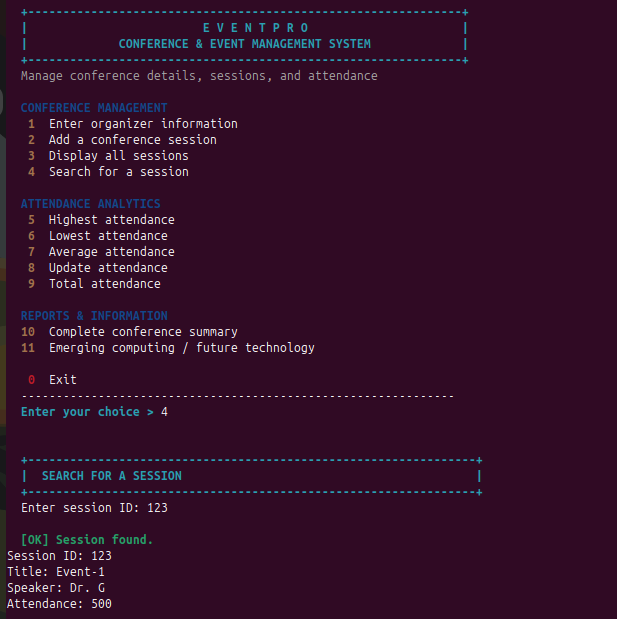 +--------------------------------------------------------------+
| E V E N T P R O |
| CONFERENCE & EVENT MANAGEMENT SYSTEM |
+--------------------------------------------------------------+
Manage conference details, sessions, and attendance
CONFERENCE MANAGEMENT
1 Enter organizer information
2 Add a conference session
3 Display all sessions
4 Search for a session
ATTENDANCE ANALYTICS
5 Highest attendance
6 Lowest attendance
7 Average attendance
8 Update attendance
9 Total attendance
REPORTS & INFORMATION
10 Complete conference summary
11 Emerging computing / future technology
0 Exit
--------------------------------------------------------------
Enter your choice > 4
+----------------------------------------------------------------+
| SEARCH FOR A SESSION |
+----------------------------------------------------------------+
Enter session ID: 123
[OK] Session found.
Session ID: 123
Title: Event-1
Speaker: Dr. G
Attendance: 500